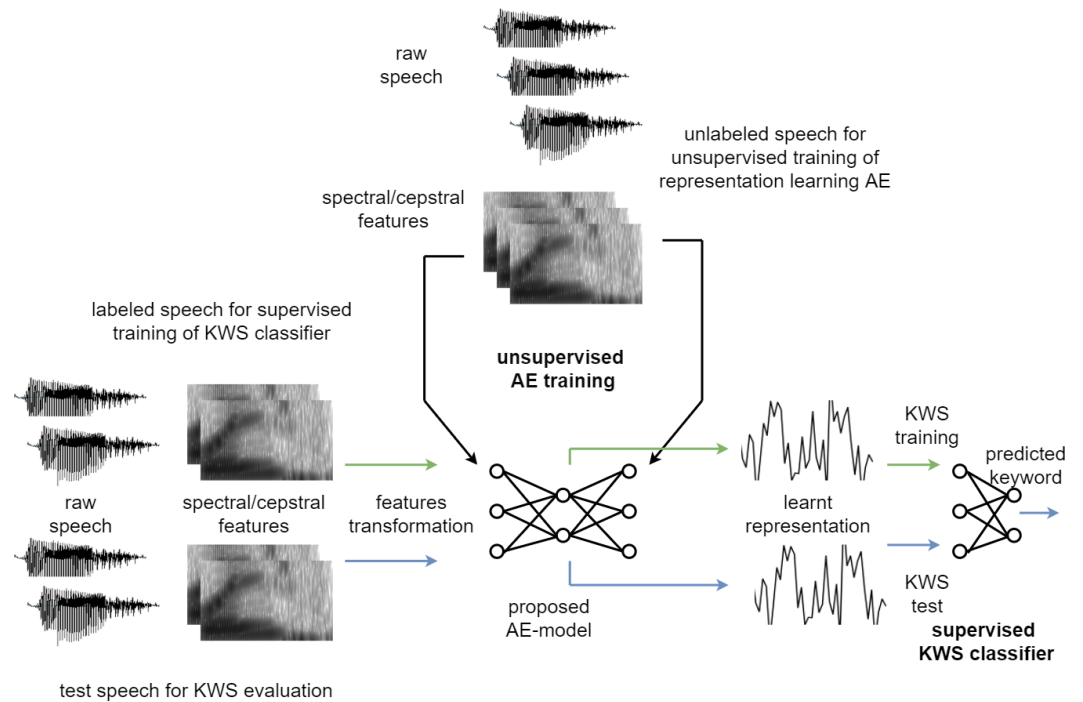 raw
speech
unlabeled speech for
unsupervised training of
representation learning AE
spectral/cepstral
features
labeled speech for supervised
training of KWS classifier
unsupervised
AE training
raw
speech
spectral/cepstral
features
features
transformation
KWS
training
predicted
keyword
learnt
representation
proposed
AE-model
KWS
test
supervised
KWS classifier
test speech for KWS evaluation